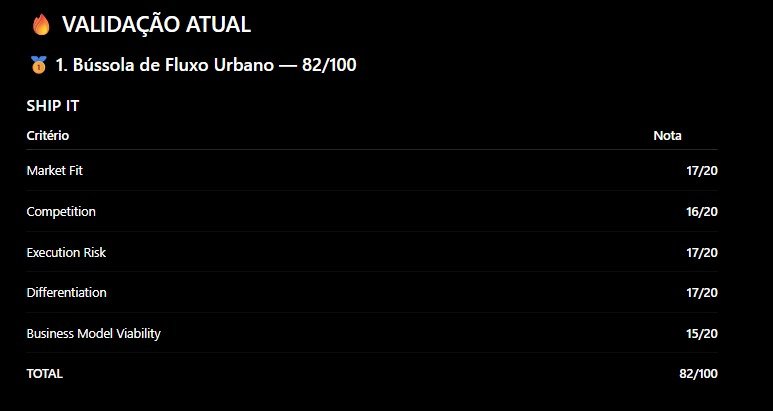 🔥 VALIDAÇÃO ATUAL
🥇 1. Bússola de Fluxo Urbano — 82/100
SHIP IT
Critério Nota
Market Fit 17/20
Competition 16/20
Execution Risk 17/20
Differentiation 17/20
Business Model Viability 15/20
TOTAL 82/100